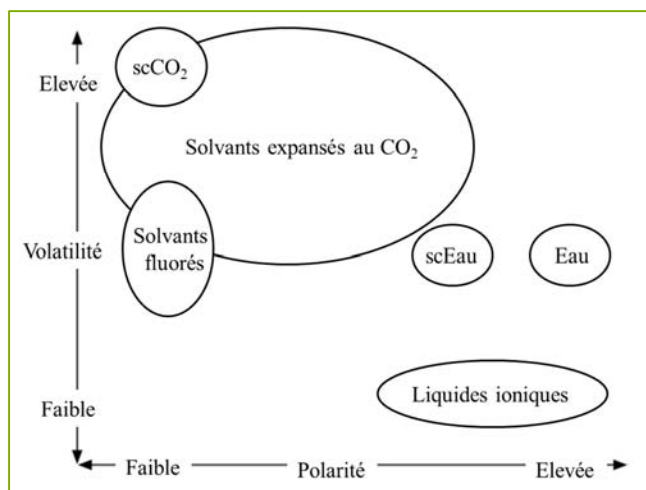 scCO₂
Elevée
Solvants expansés au CO₂
Solvants
fluorés
Volatilité
scEau
Eau
Liquides ioniques
Faible
Faible
Polarité
Elevée